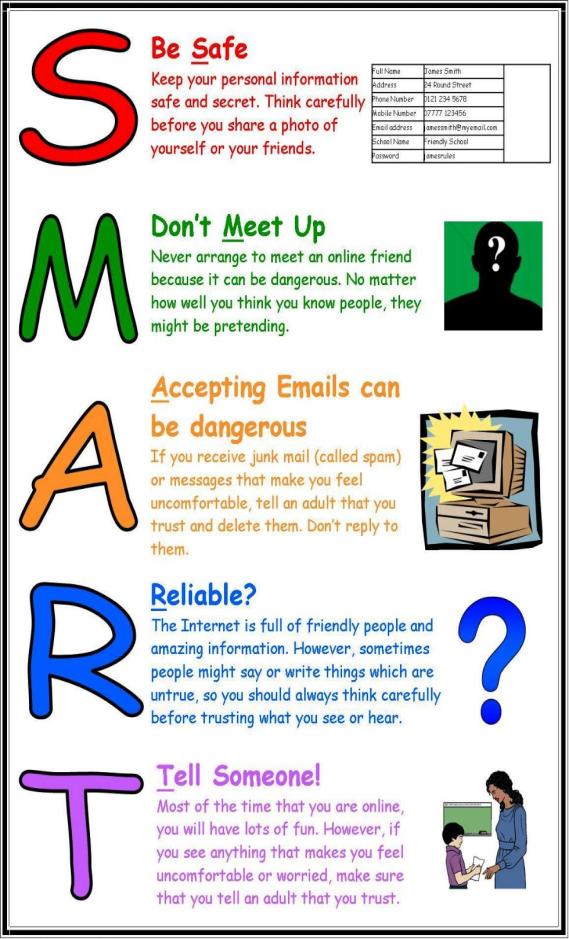 S
Be Safe
Keep your personal information
safe and secret. Think carefully
before you share a photo of
yourself or your friends.
Full Name James Smith
Address 24 Round Street
Phone Number 0121 234 5678
Mobile Number 07777 123456
Email address jamessmith@myemail.com
School Name Friendly School
Password jamesrules
M
Don't Meet Up
Never arrange to meet an online friend
because it can be dangerous. No matter
how well you think you know people, they
might be pretending.
?
A
Accepting Emails can
be dangerous
If you receive junk mail (called spam)
or messages that make you feel
uncomfortable, tell an adult that you
trust and delete them. Don't reply to
them.
R
Reliable?
The Internet is full of friendly people and
amazing information. However, sometimes
people might say or write things which are
untrue, so you should always think carefully
before trusting what you see or hear.
?
T
Tell Someone!
Most of the time that you are online,
you will have lots of fun. However, if
you see anything that makes you feel
uncomfortable or worried, make sure
that you tell an adult that you trust.